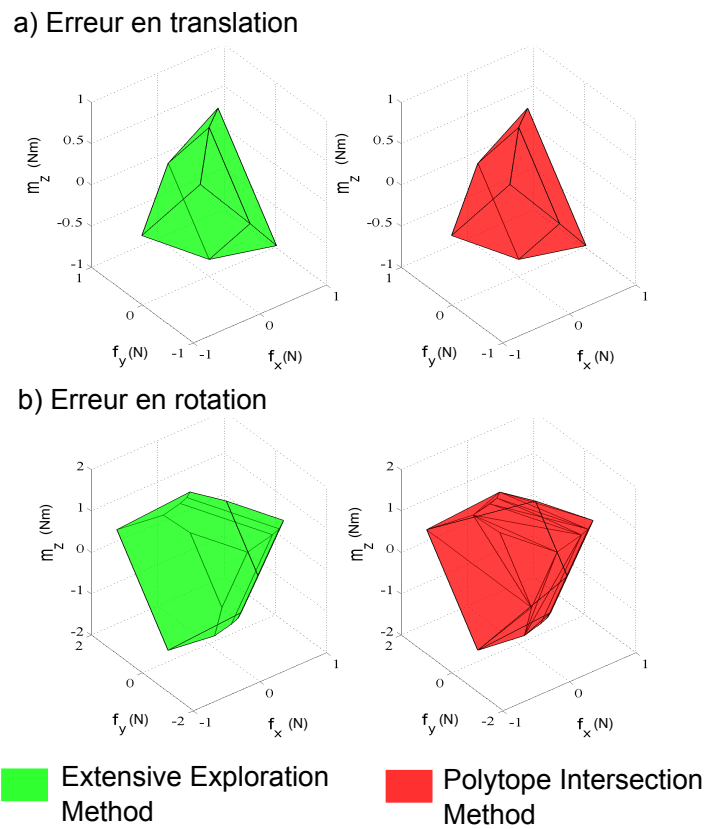 a) Erreur en translation
1
0.5
0
-0.5
-1
m_z (Nm)
1
0
-1
f_y(N)
-1
0
1
f_x(N)
1
0.5
0
-0.5
-1
m_z (Nm)
1
0
-1
f_y(N)
-1
0
1
f_x(N)
b) Erreur en rotation
2
1
0
-1
-2
m_z (Nm)
2
0
-2
f_y(N)
-1
0
1
f_x(N)
2
1
0
-1
-2
m_z (Nm)
2
0
-2
f_y(N)
-1
0
1
f_x(N)
Extensive Exploration
Method
Polytope Intersection
Method